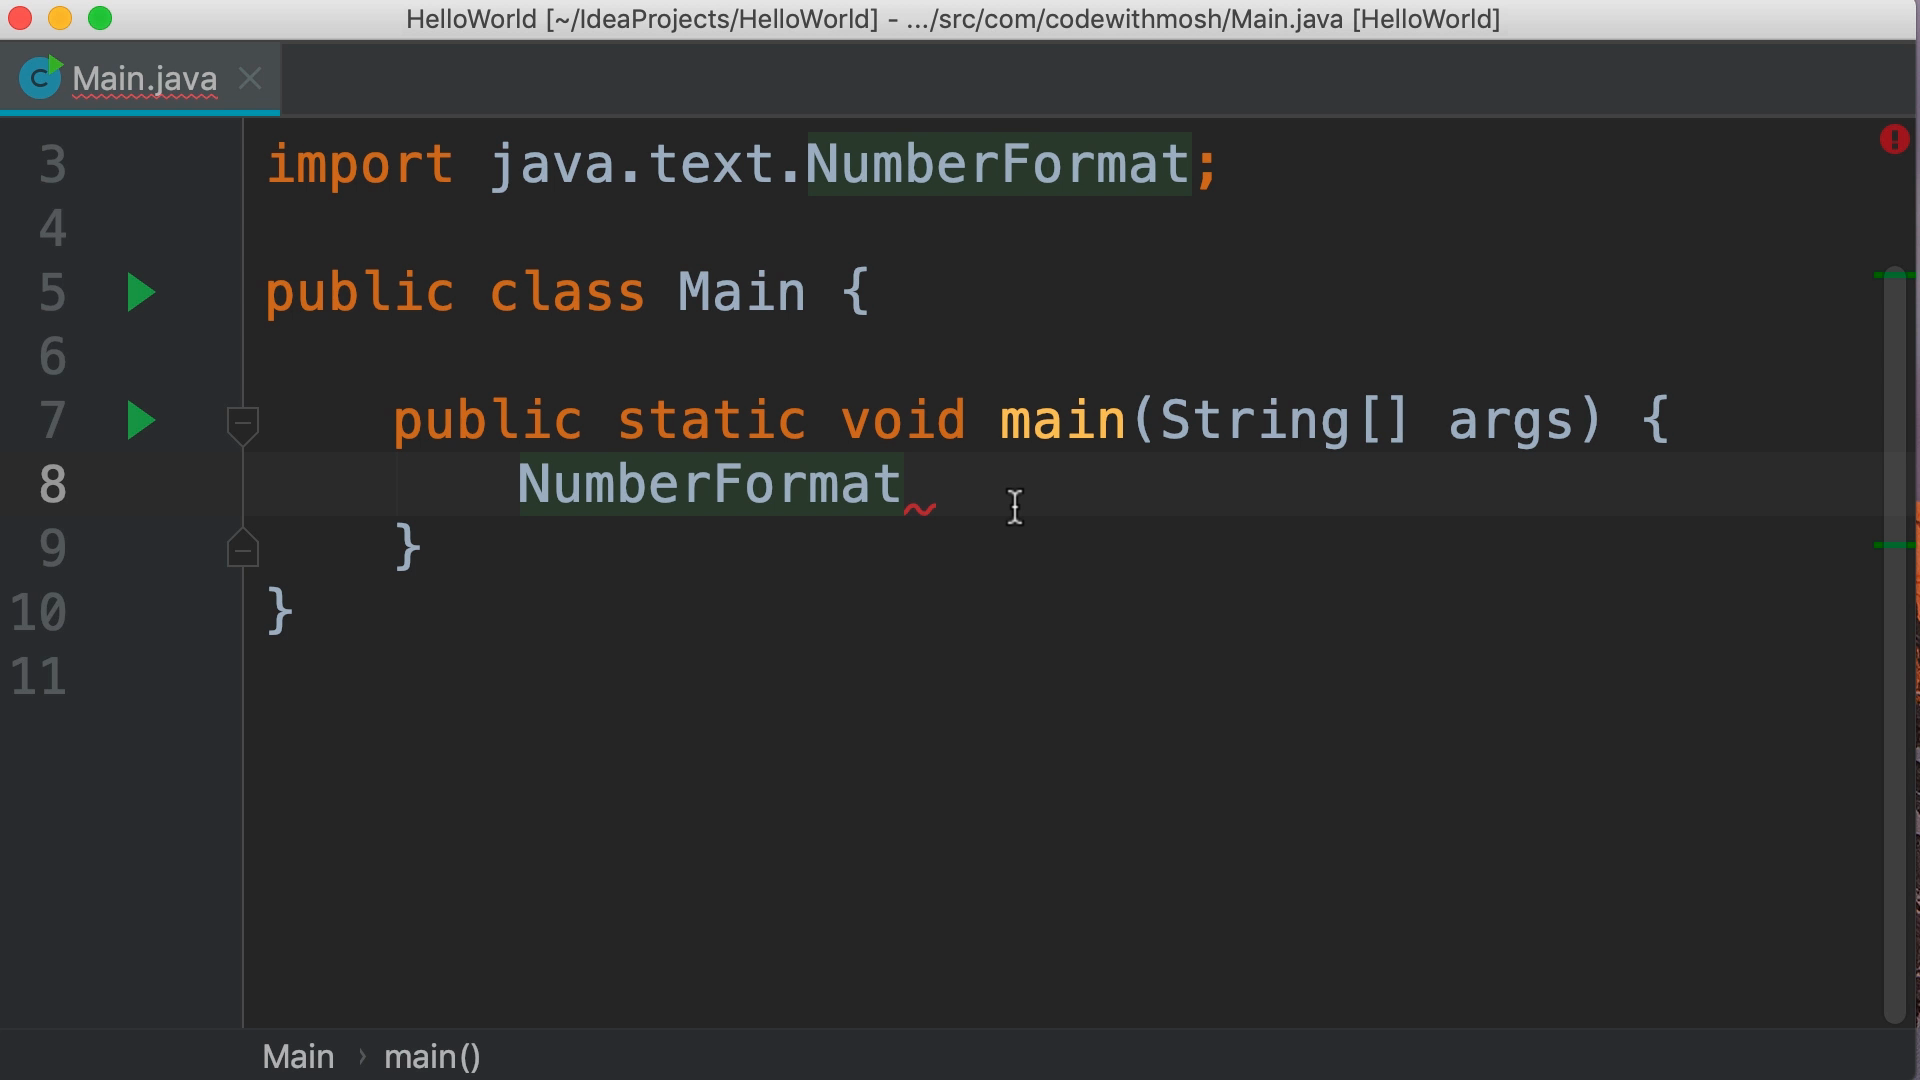 HelloWorld [~/IdeaProjects/HelloWorld] - .../src/com/codewithmosh/Main.java [HelloWorld]
C Main.java
3 import java.text.NumberFormat;
4
5 public class Main {
6
7 public static void main(String[] args) {
8 NumberFormat
9 }
10 }
11
Main › main()